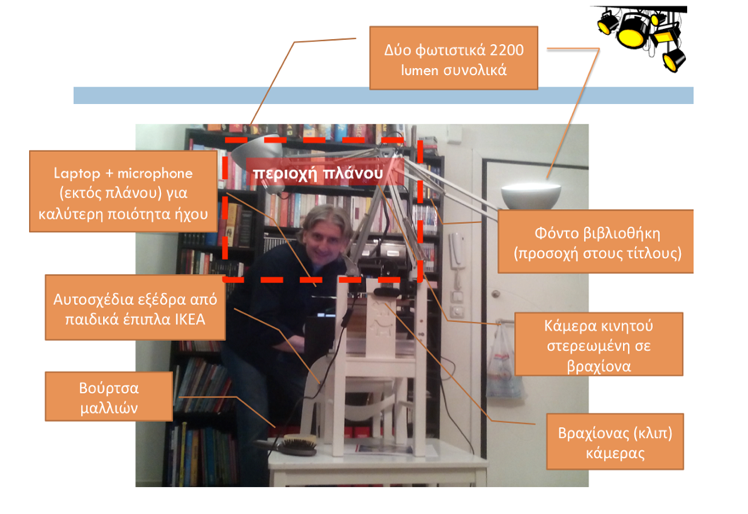 Δύο φωτιστικά 2200
lumen συνολικά
Laptop + microphone
(εκτός πλάνου) για
καλύτερη ποιότητα ήχου
περιοχή πλάνου
Φόντο βιβλιοθήκη
(προσοχή στους τίτλους)
Αυτοσχέδια εξέδρα από
παιδικά έπιπλα ΙΚΕΑ
Κάμερα κινητού
στερεωμένη σε
βραχίονα
Βούρτσα
μαλλιών
Βραχίονας (κλιπ)
κάμερας